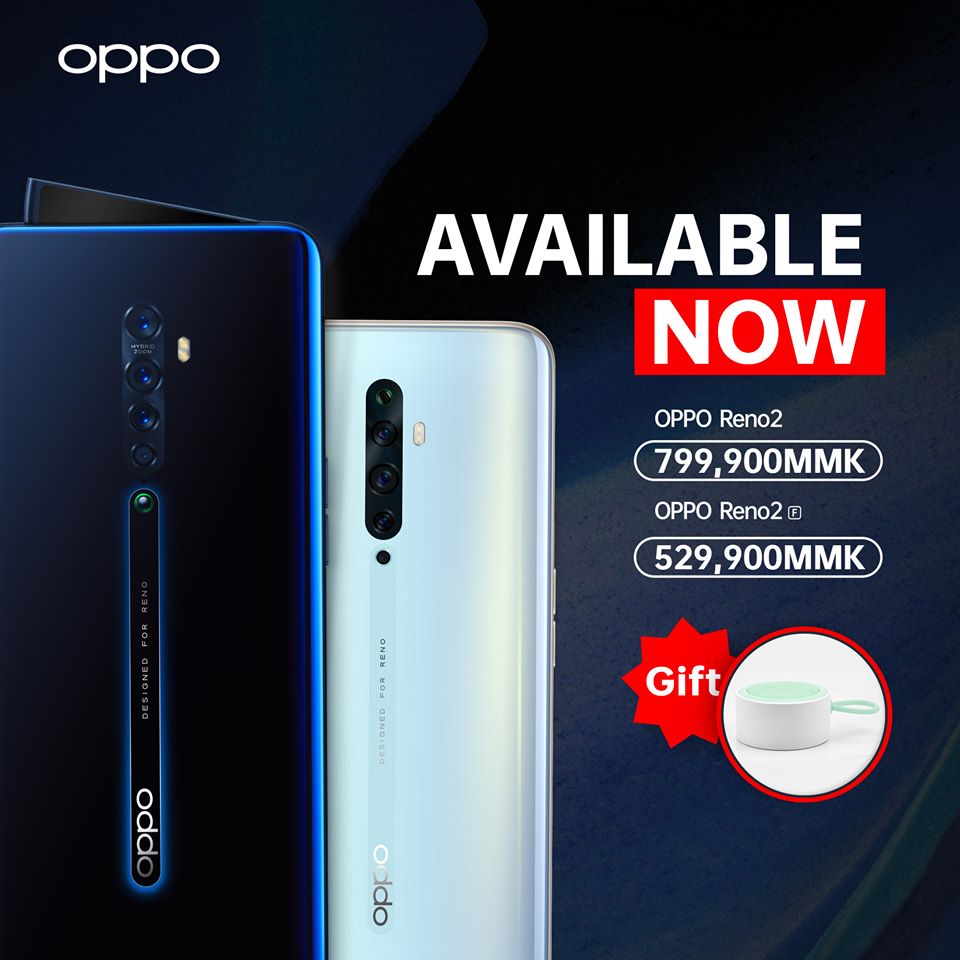 oppo
AVAILABLE
NOW
OPPO Reno2
799,900MMK
OPPO Reno2 F
529,900MMK
Gift
HYBRID
ZOOM
DESIGNED FOR RENO
oppo
DESIGNED FOR RENO
oppo